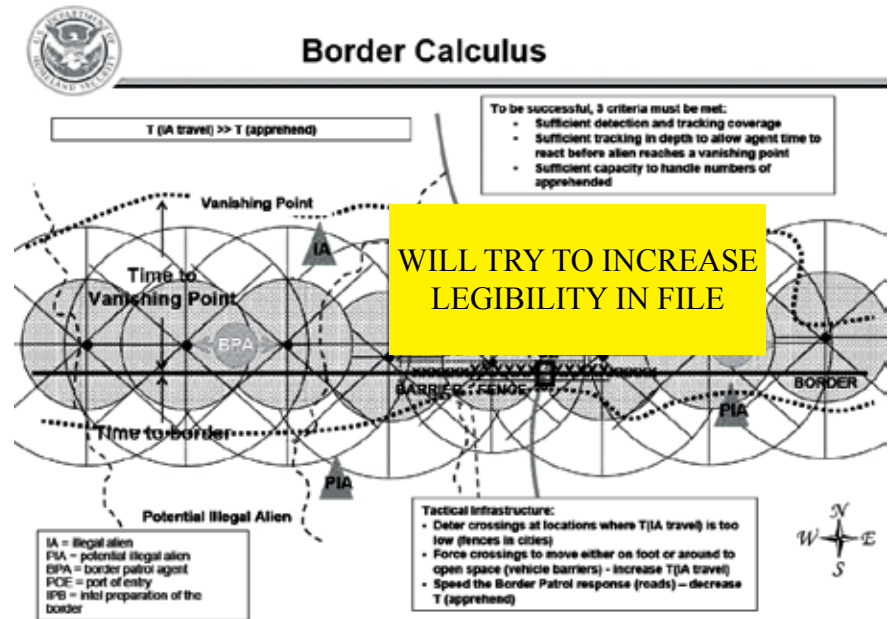 U.S. DEPARTMENT OF
HOMELAND SECURITY
Border Calculus
T (IA travel) >> T (apprehend)
To be successful, 3 criteria must be met:
• Sufficient detection and tracking coverage
• Sufficient tracking in depth to allow agent time to
react before alien reaches a vanishing point
• Sufficient capacity to handle numbers of
apprehended
Vanishing Point
IA
WILL TRY TO INCREASE
LEGIBILITY IN FILE
Time to
Vanishing Point
BPA
BARRIER
FENCE
BORDER
Time to border
PIA
PIA
Potential Illegal Alien
IA = illegal alien
PIA = potential illegal alien
BPA = border patrol agent
POE = port of entry
IPB = intel preparation of the
border
Tactical Infrastructure:
• Deter crossings at locations where T(IA travel) is too
low (fences in cities)
• Force crossings to move either on foot or around to
open space (vehicle barriers) - increase T(IA travel)
• Speed the Border Patrol response (roads) – decrease
T (apprehend)
N
W
E
S